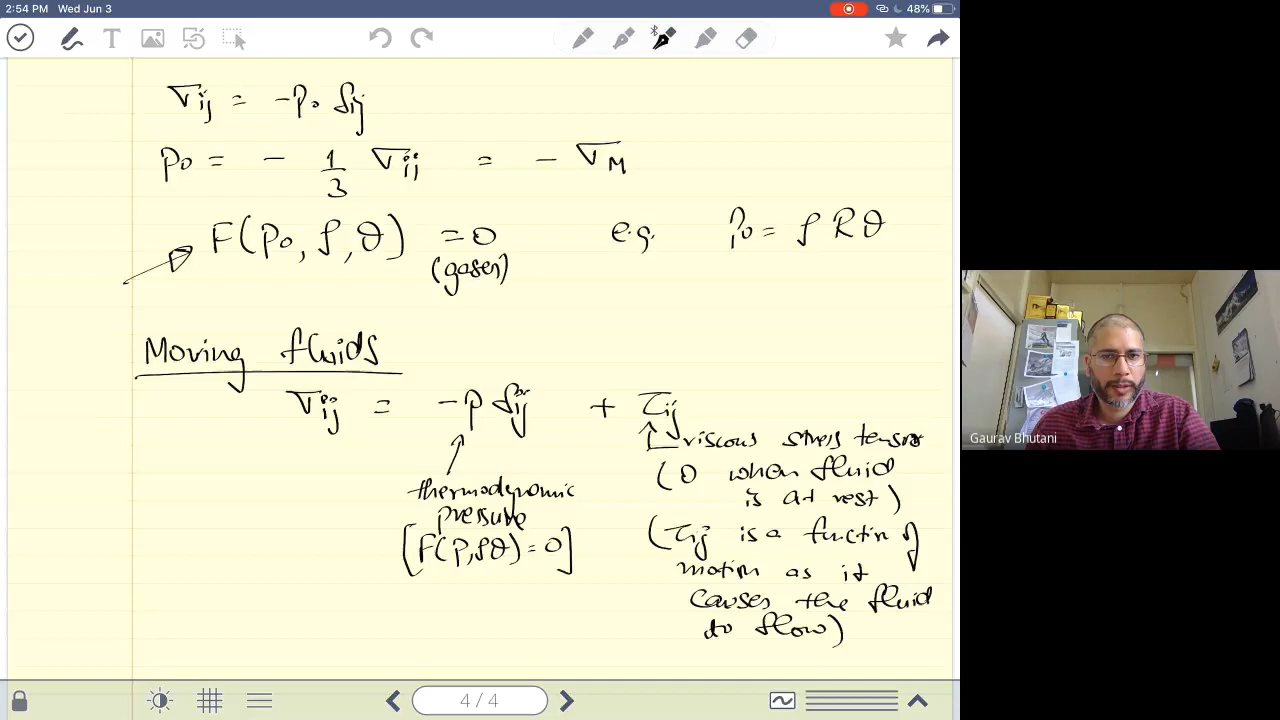 2:54 PM Wed Jun 3
48%
σij = -p₀ δij
p₀ = - 1/3 σii = - σM
F(p₀, ρ, θ) = 0 e.g. p₀ = ρ R θ
(gases)
Moving fluids
σij = -p δij + τij
viscous stress tensor
(0 when fluid
is at rest)
thermodynamic
pressure
[F(p, ρ θ) = 0]
(τij is a function of
motion as it
causes the fluid
to flow)
Gaurav Bhutani
4 / 4